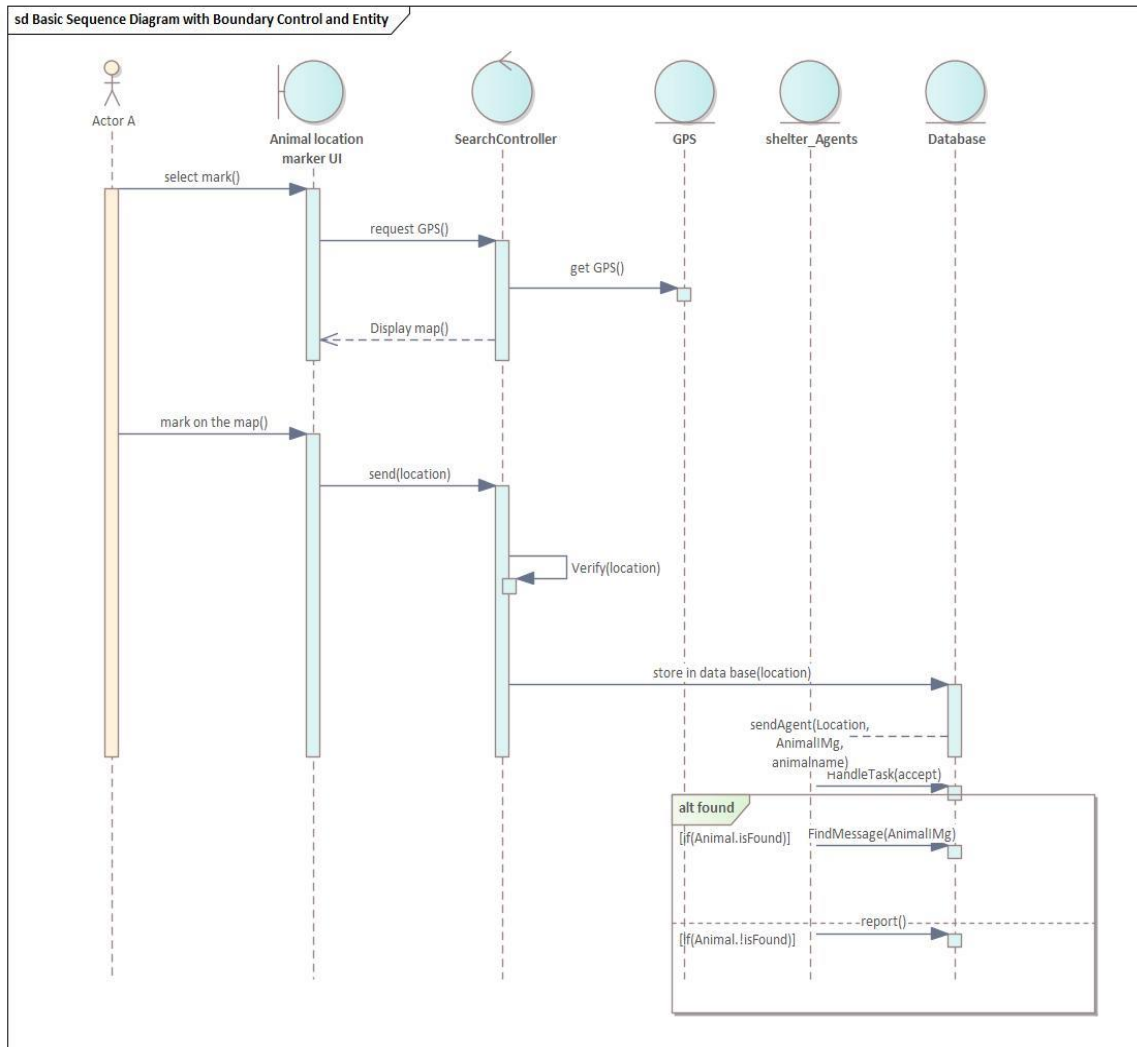 sd Basic Sequence Diagram with Boundary Control and Entity
Actor A
Animal location
marker UI
SearchController
GPS
shelter_Agents
Database
select mark()
request GPS()
get GPS()
Display map()
mark on the map()
send(location)
Verify(location)
store in data base(location)
sendAgent(Location,
AnimalIMg,
animalname)
HandleTask(accept)
alt found
[if(Animal.isFound)]
FindMessage(AnimalIMg)
report()
[if(Animal.!isFound)]